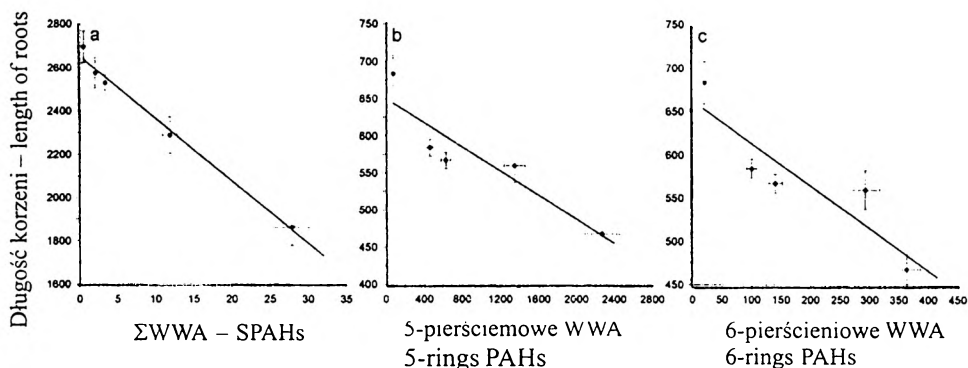 Długość korzeni – length of roots
a
2800
2600
2400
2200
2000
1800
1600
0 5 10 15 20 25 30 35
ΣWWA – SPAHs
b
750
700
650
600
550
500
450
400
0 400 800 1200 1600 2000 2400 2800
5-pierściemowe WWA
5-rings PAHs
c
750
700
650
600
550
500
450
0 50 100 150 200 250 300 350 400 450
6-pierścieniowe WWA
6-rings PAHs